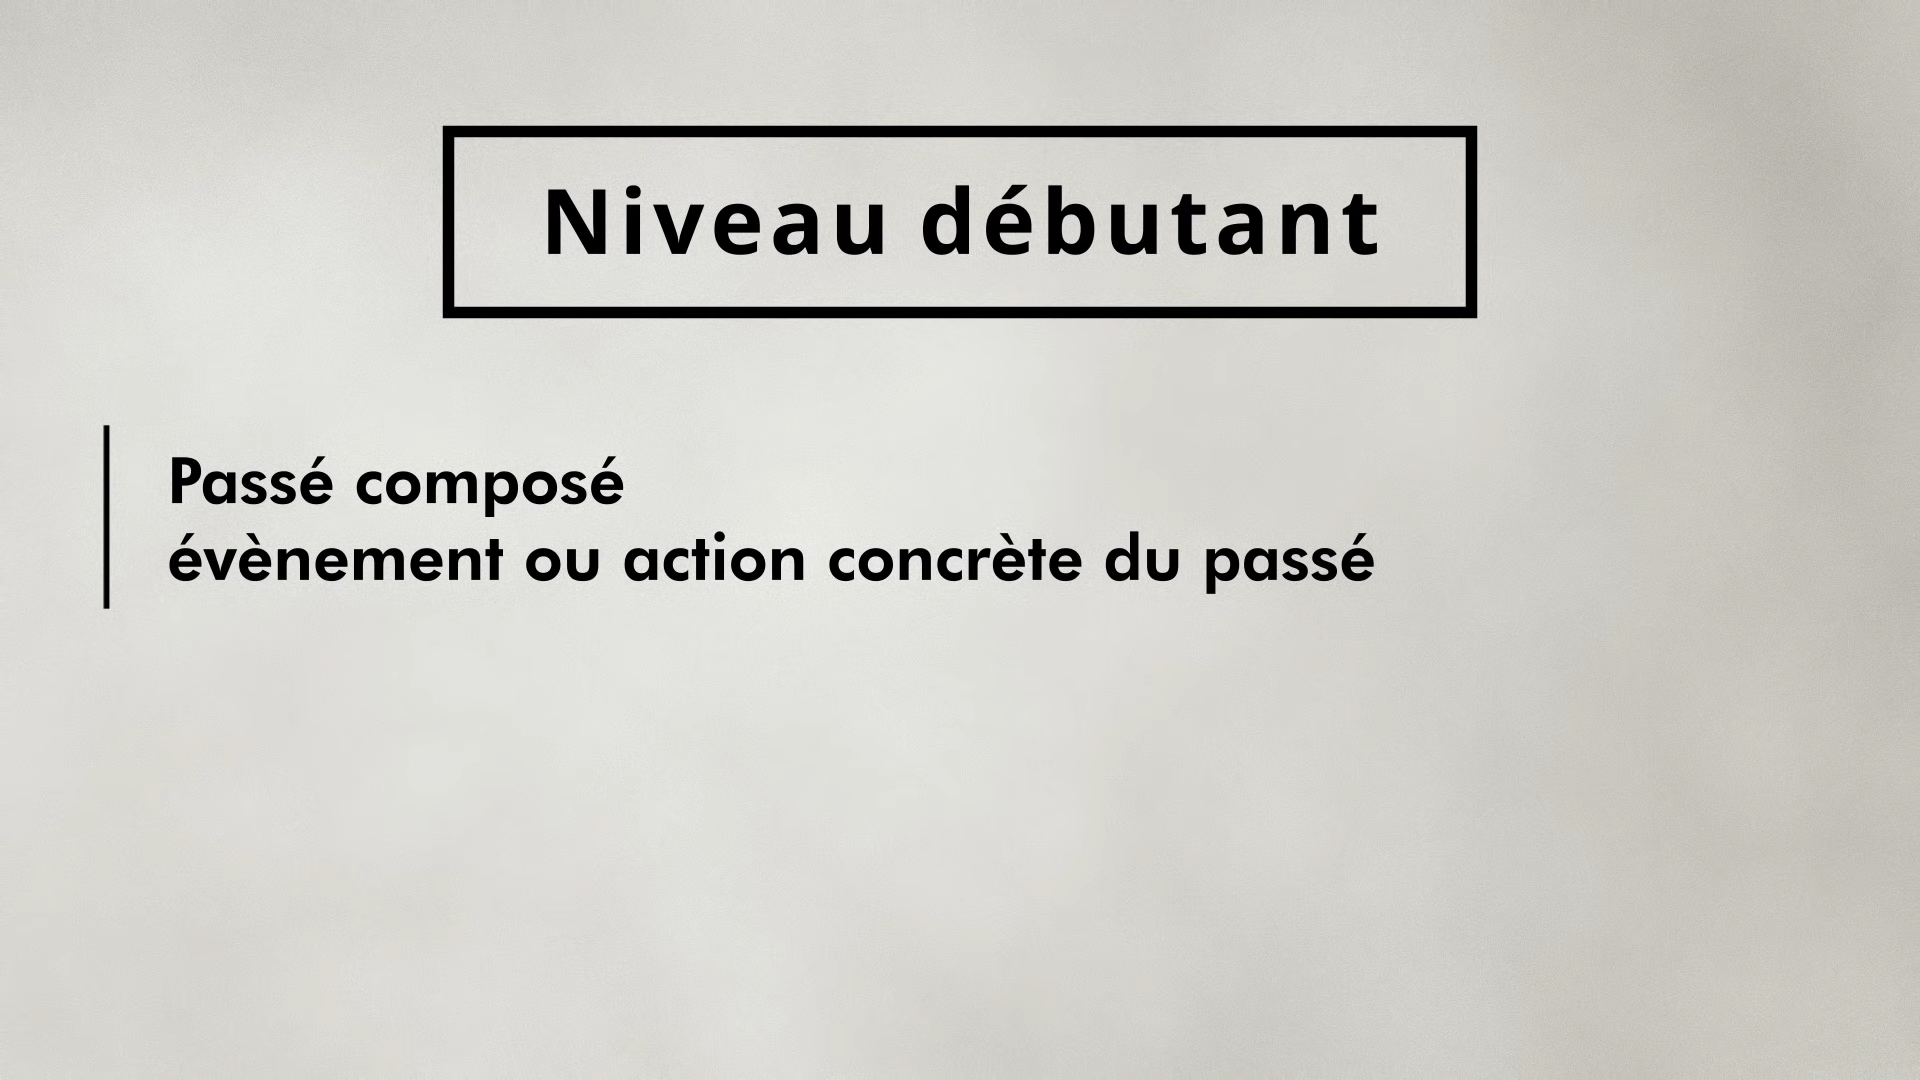 Niveau débutant
Passé composé
évènement ou action concrète du passé